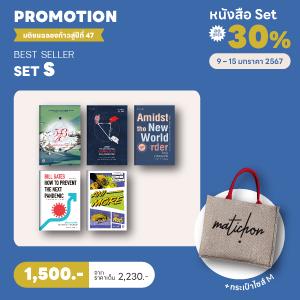 PROMOTION
มติชนฉลองก้าวสู่ปีที่ 47
BEST SELLER
SET S
หนังสือ Set
30%
9 – 15 มกราคม 2567
Amidst
the New
World
rder
BILL GATES
HOW TO PREVENT
THE NEXT
PANDEMIC
matichon
+กระเป๋าไซส์ M
1,500.-
จาก
ราคาเต็ม 2,230.-